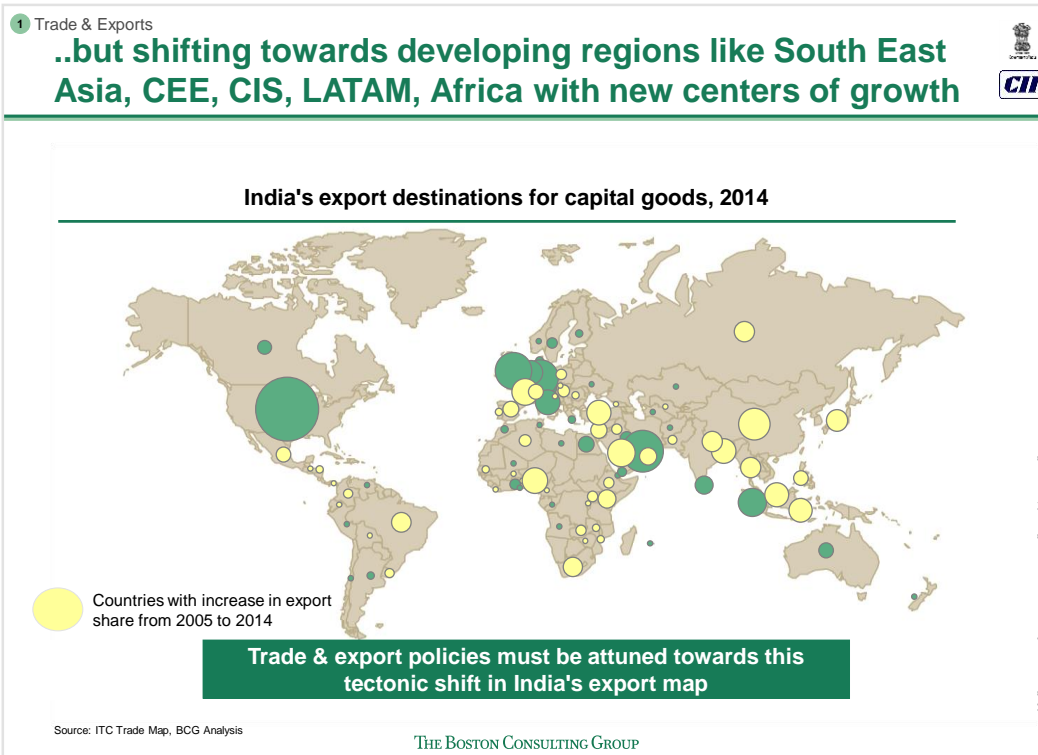 1 Trade & Exports
..but shifting towards developing regions like South East
Asia, CEE, CIS, LATAM, Africa with new centers of growth
CII
India's export destinations for capital goods, 2014
Countries with increase in export
share from 2005 to 2014
Trade & export policies must be attuned towards this
tectonic shift in India's export map
Source: ITC Trade Map, BCG Analysis
THE BOSTON CONSULTING GROUP